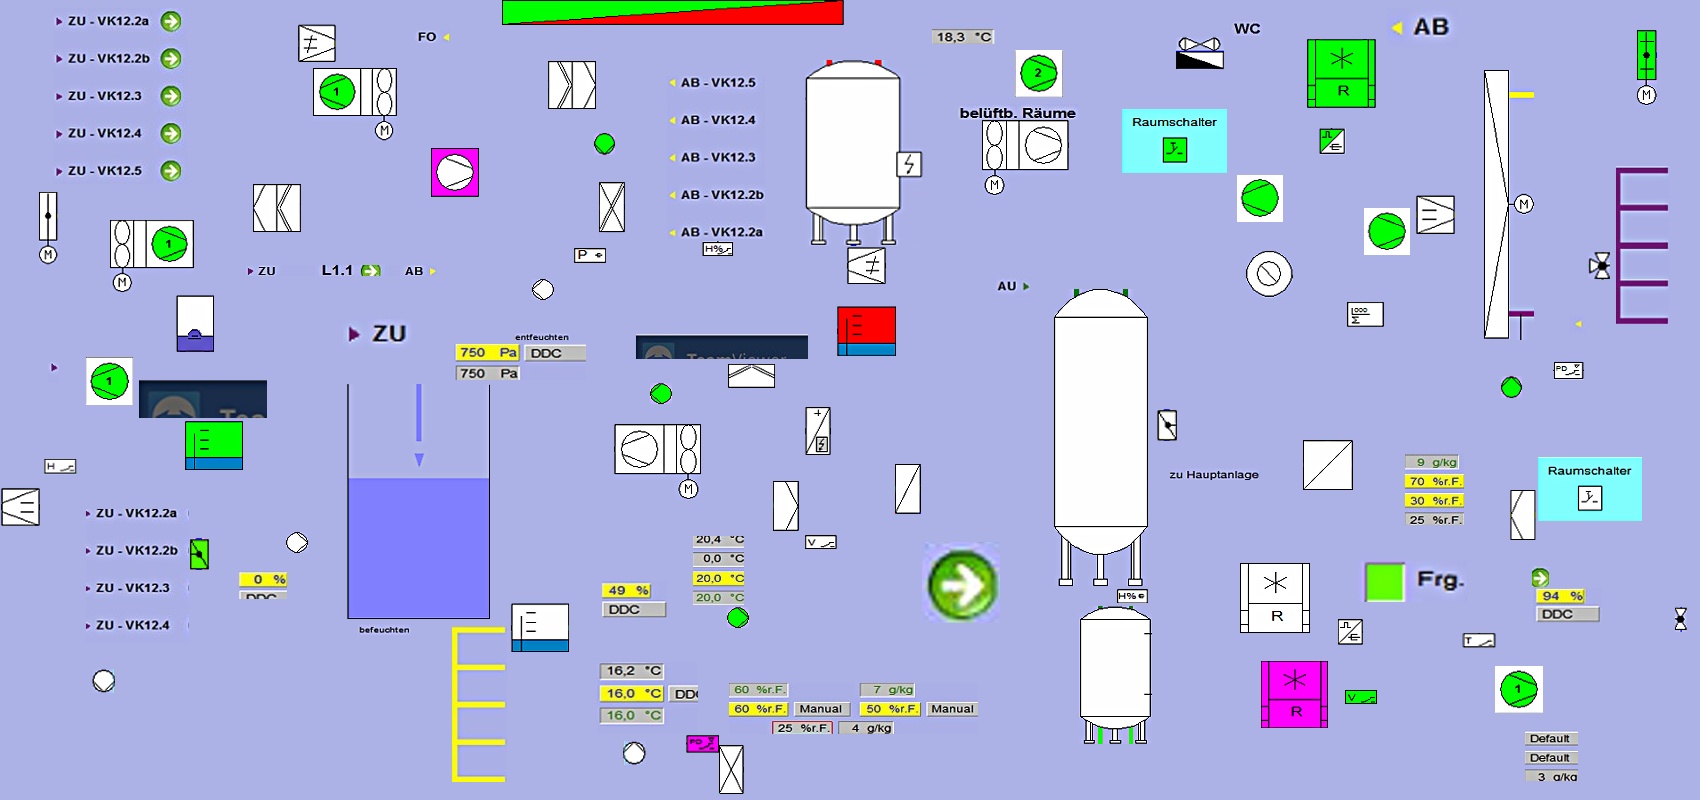 ZU - VK12.2a
ZU - VK12.2b
ZU - VK12.3
ZU - VK12.4
ZU - VK12.5
FO
1
M
AB - VK12.5
AB - VK12.4
AB - VK12.3
AB - VK12.2b
AB - VK12.2a
18,3 °C
2
belüftb. Räume
M
WC
AB
R
Raumschalter
M
M
M
1
M
ZU
L1.1
AB
P
H%
AU
ZU
entfeuchten
750 Pa
DDC
750 Pa
TeamViewer
1
PD
H
M
zu Hauptanlage
9 g/kg
70 %r.F.
30 %r.F.
25 %r.F.
Raumschalter
ZU - VK12.2a
ZU - VK12.2b
ZU - VK12.3
ZU - VK12.4
0 %
DDC
befeuchten
V
20,4 °C
0,0 °C
20,0 °C
20,0 °C
49 %
DDC
H%
R
Frg.
94 %
DDC
T
16,2 °C
16,0 °C
16,0 °C
60 %r.F.
60 %r.F.
Manual
25 %r.F.
7 g/kg
50 %r.F.
Manual
4 g/kg
PD
R
V
1
Default
Default
3 g/kg